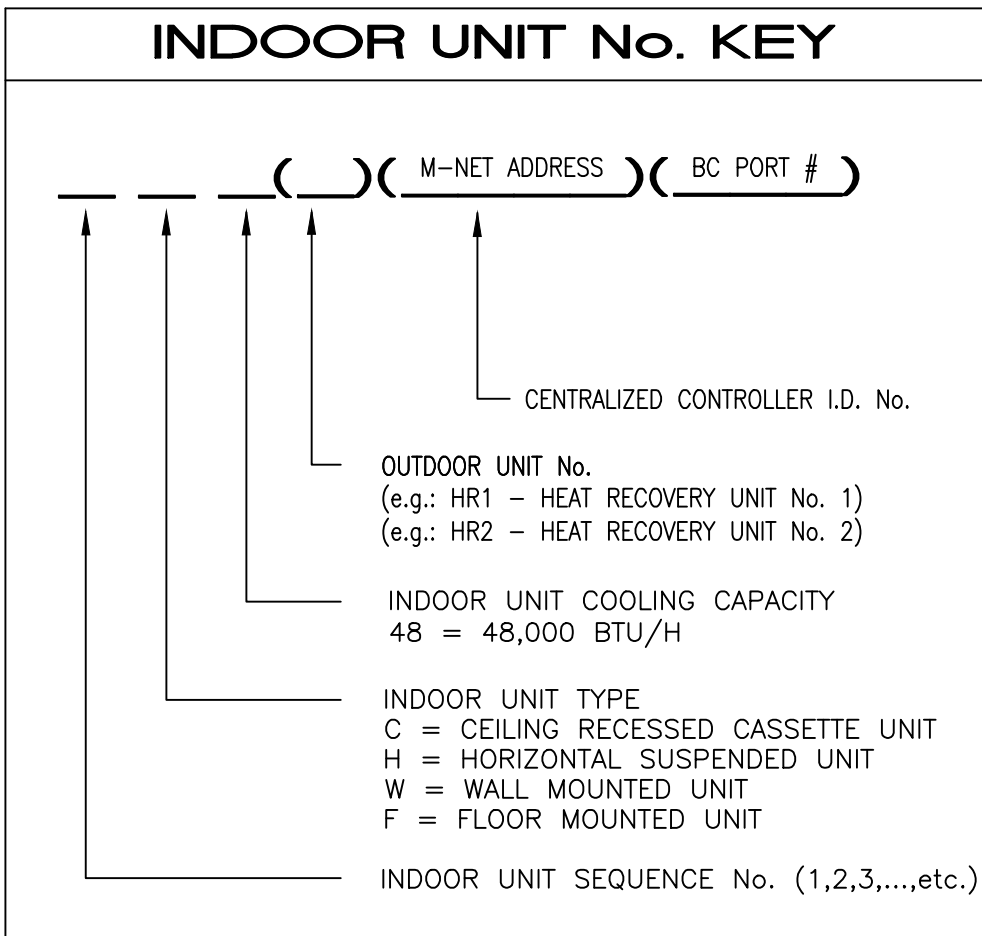 INDOOR UNIT No. KEY
__ __ __(__)(M-NET ADDRESS)(BC PORT #)
CENTRALIZED CONTROLLER I.D. No.
OUTDOOR UNIT No.
(e.g.: HR1 - HEAT RECOVERY UNIT No. 1)
(e.g.: HR2 - HEAT RECOVERY UNIT No. 2)
INDOOR UNIT COOLING CAPACITY
48 = 48,000 BTU/H
INDOOR UNIT TYPE
C = CEILING RECESSED CASSETTE UNIT
H = HORIZONTAL SUSPENDED UNIT
W = WALL MOUNTED UNIT
F = FLOOR MOUNTED UNIT
INDOOR UNIT SEQUENCE No. (1,2,3,...,etc.)